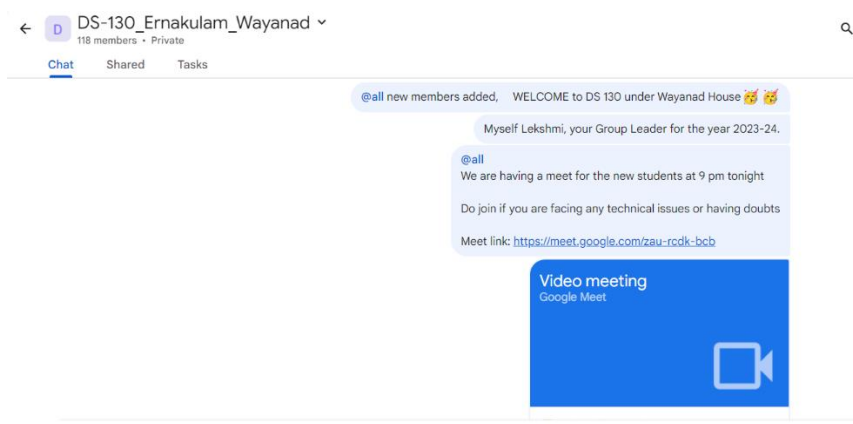 DS-130_Ernakulam_Wayanad
D
118 members • Private
Chat Shared Tasks
@all new members added, WELCOME to DS 130 under Wayanad House 🥳 🥳
Myself Lekshmi, your Group Leader for the year 2023-24.
@all
We are having a meet for the new students at 9 pm tonight
Do join if you are facing any technical issues or having doubts
Meet link: https://meet.google.com/zau-rcdk-bcb
Video meeting
Google Meet